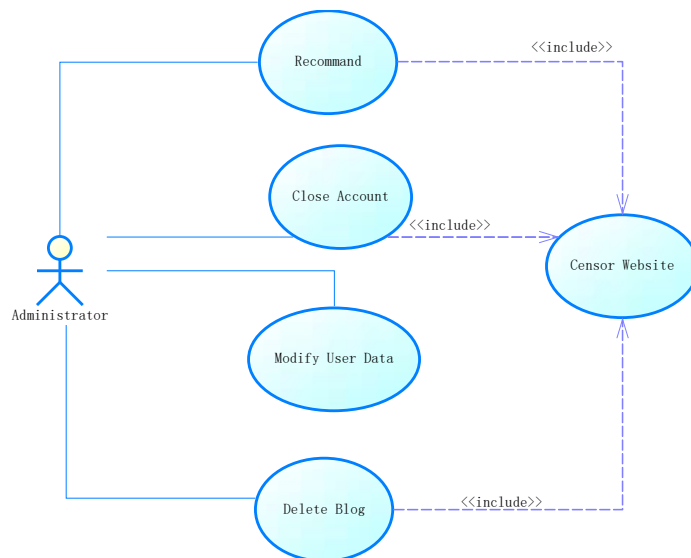 <<include>>
Recommand
Close Account
<<include>>
Censor Website
Administrator
Modify User Data
<<include>>
Delete Blog